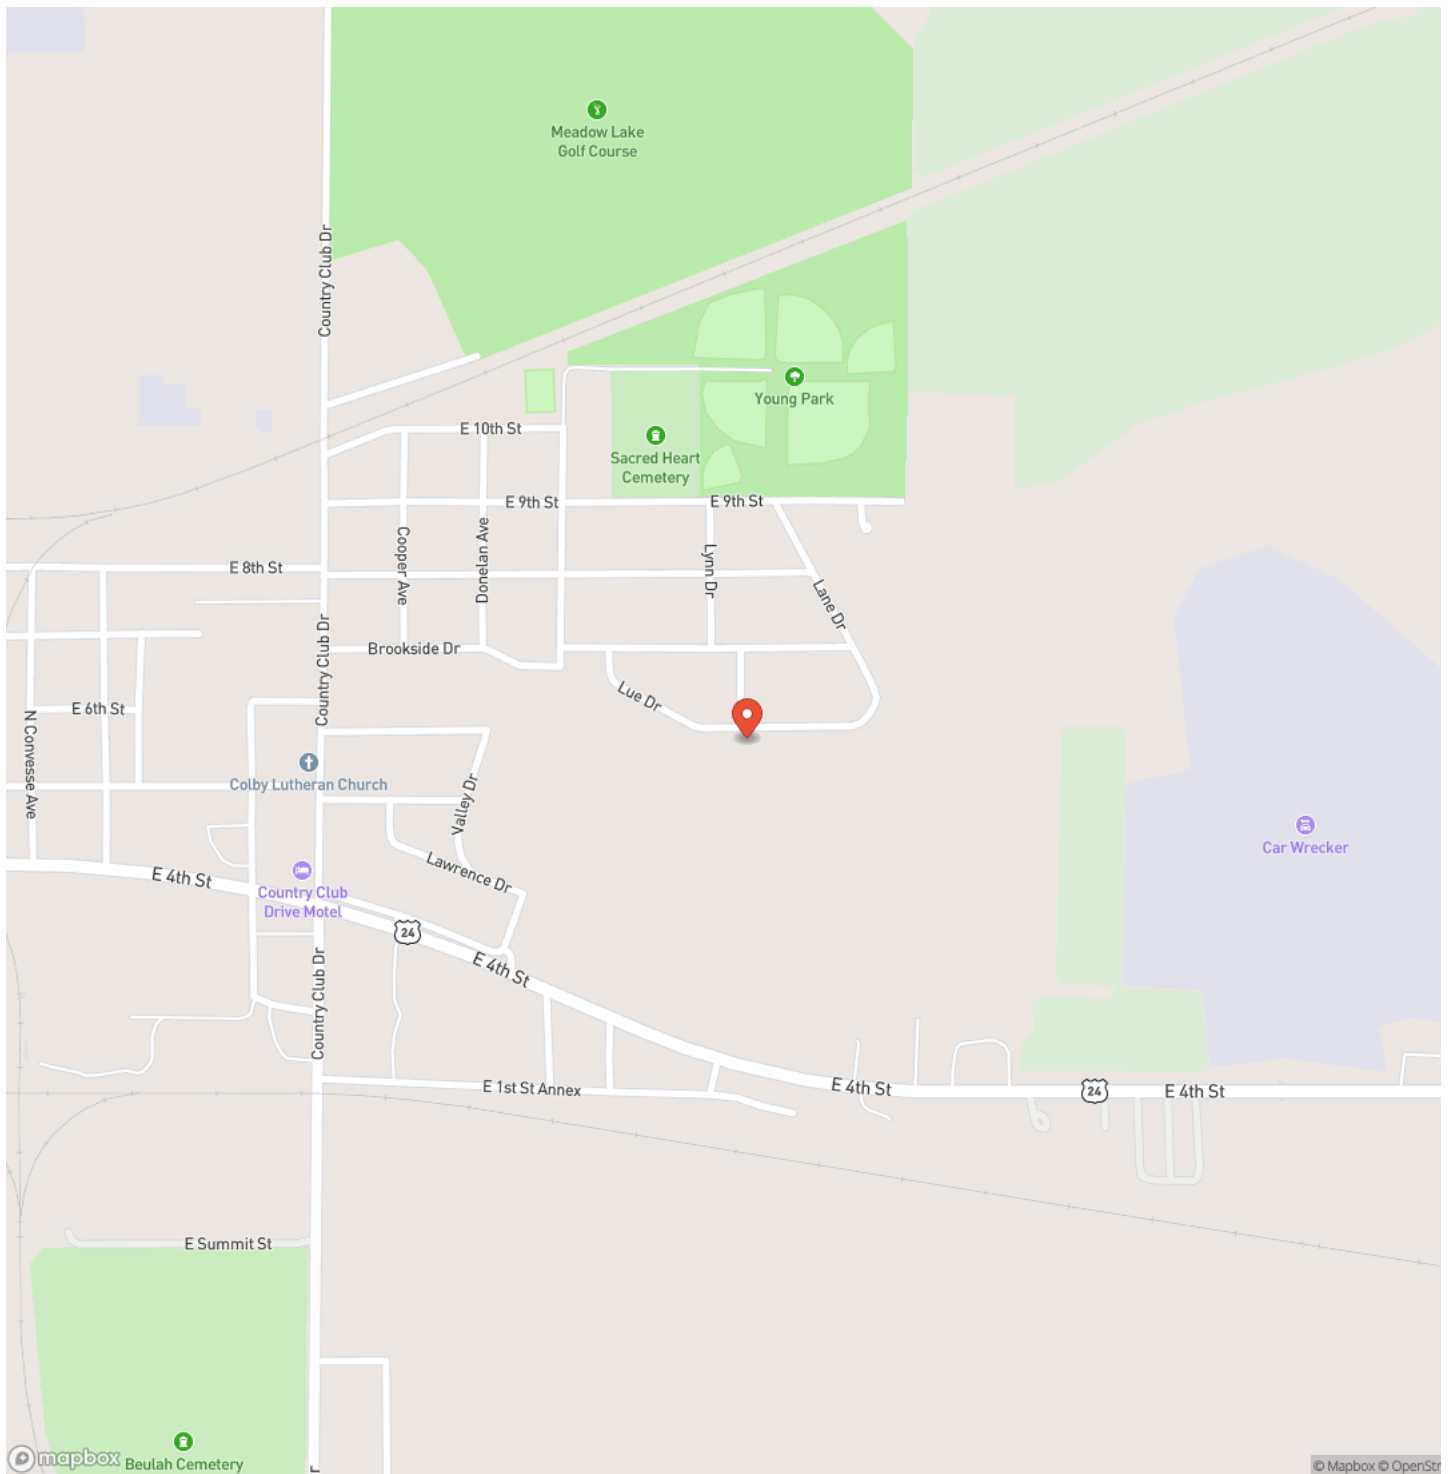 Meadow Lake
Golf Course
Country Club Dr
Young Park
E 10th St
Sacred Heart
Cemetery
E 9th St
E 9th St
Cooper Ave
Donelan Ave
Lynn Dr
E 8th St
Lane Dr
Country Club Dr
Brookside Dr
Lue Dr
E 6th St
N Convesse Ave
Colby Lutheran Church
Valley Dr
Car Wrecker
Lawrence Dr
E 4th St
Country Club
Drive Motel
24
E 4th St
Country Club Dr
E 1st St Annex
E 4th St
24
E 4th St
E Summit St
Beulah Cemetery
mapbox
© Mapbox © OpenStr